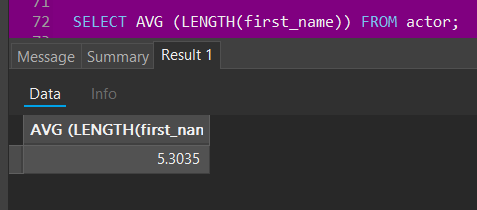 71
72 SELECT AVG (LENGTH(first_name)) FROM actor;
Message Summary Result 1
Data Info
AVG (LENGTH(first_nan
5.3035